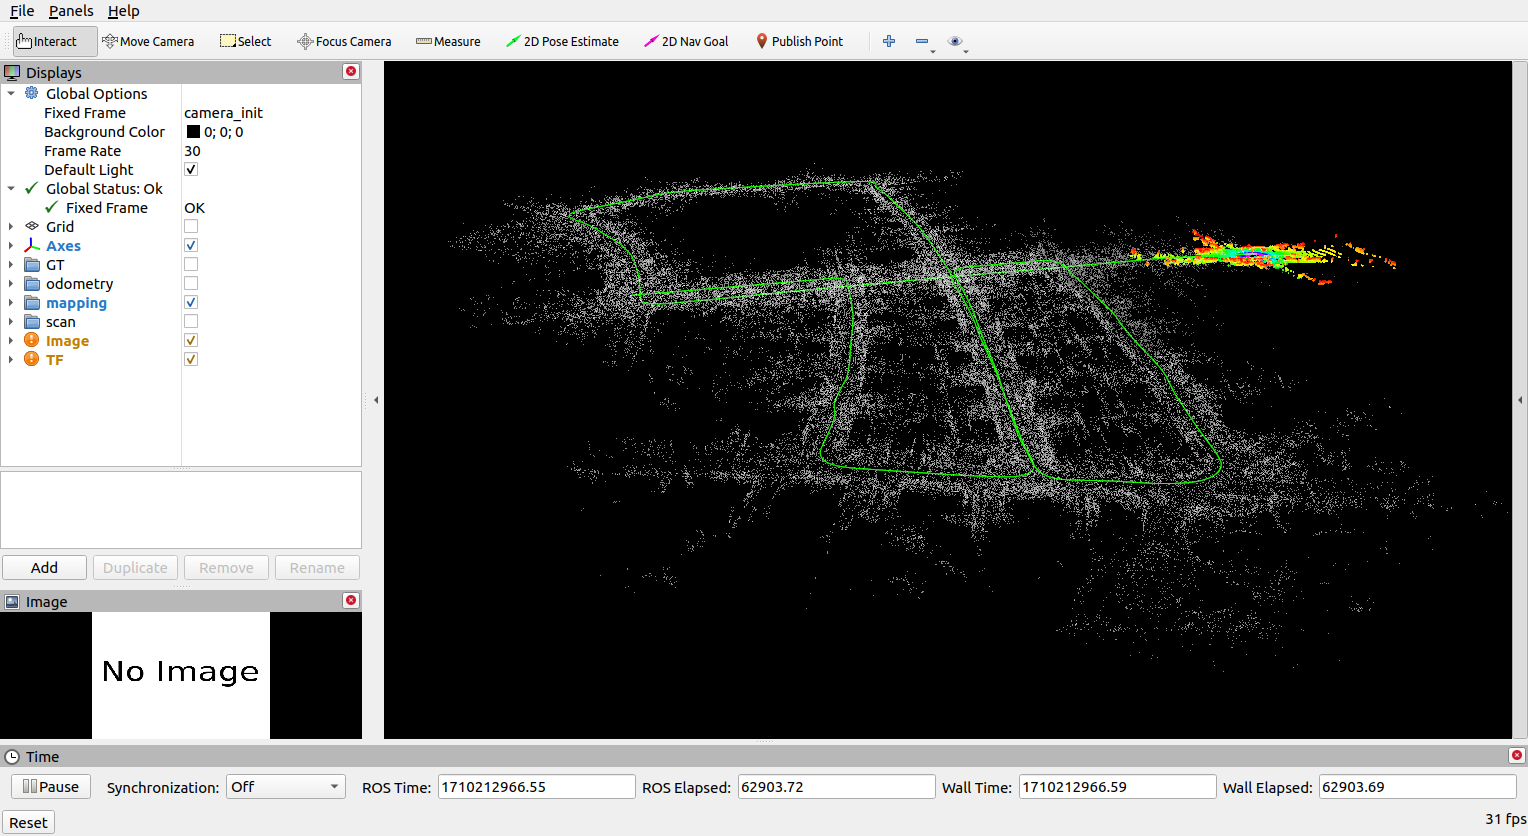 File Panels Help
Interact Move Camera Select Focus Camera Measure 2D Pose Estimate 2D Nav Goal Publish Point
Displays
Global Options
Fixed Frame camera_init
Background Color 0; 0; 0
Frame Rate 30
Default Light
Global Status: Ok
Fixed Frame OK
Grid
Axes
GT
odometry
mapping
scan
Image
TF
Add Duplicate Remove Rename
Image
No Image
Time
Pause Synchronization: Off ROS Time: 1710212966.55 ROS Elapsed: 62903.72 Wall Time: 1710212966.59 Wall Elapsed: 62903.69
Reset 31 fps